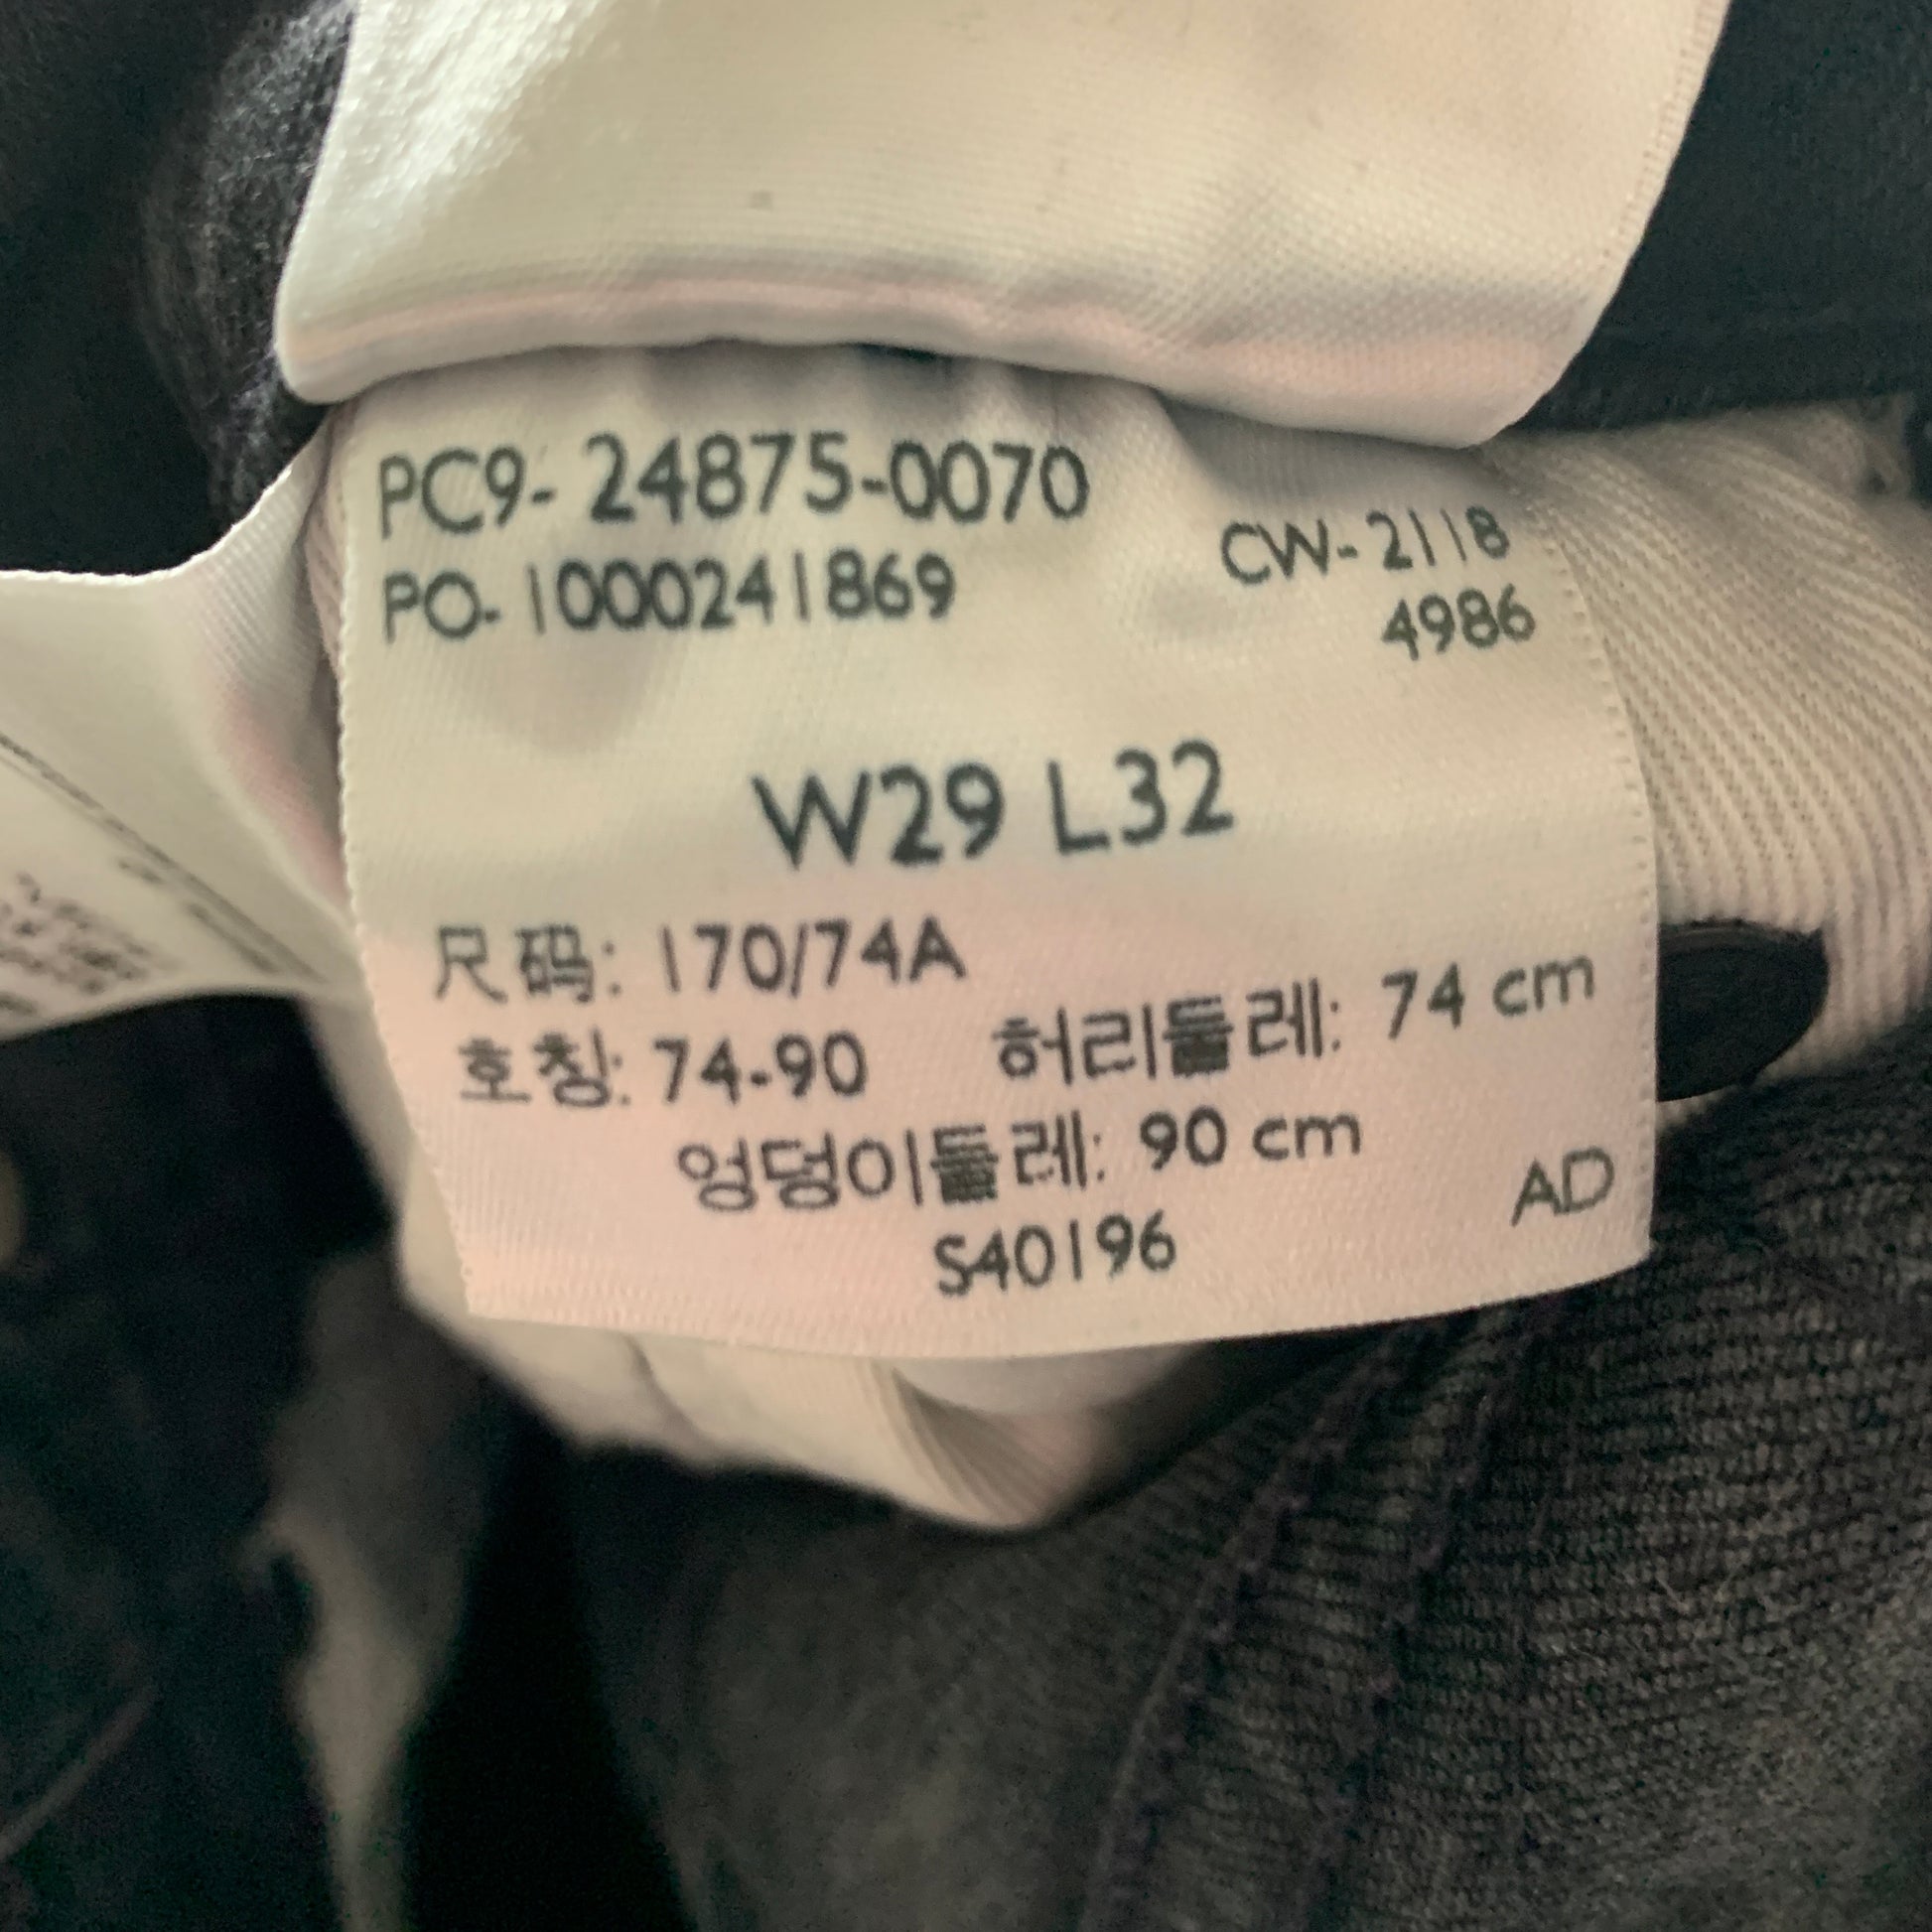 PC9- 24875-0070
PO- 1000241869
CW- 2118
4986
W29 L32
尺码: 170/74A
호칭: 74-90 허리둘레: 74 cm
엉덩이둘레: 90 cm
AD
S40196